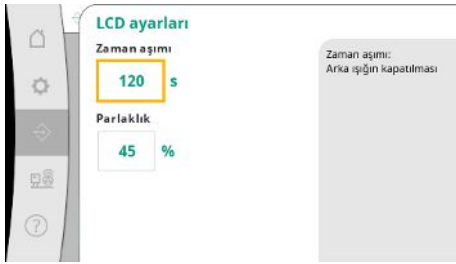 LCD ayarları
Zaman aşımı
120 s
Parlaklık
45 %
Zaman aşımı:
Arka ışığın kapatılması
?